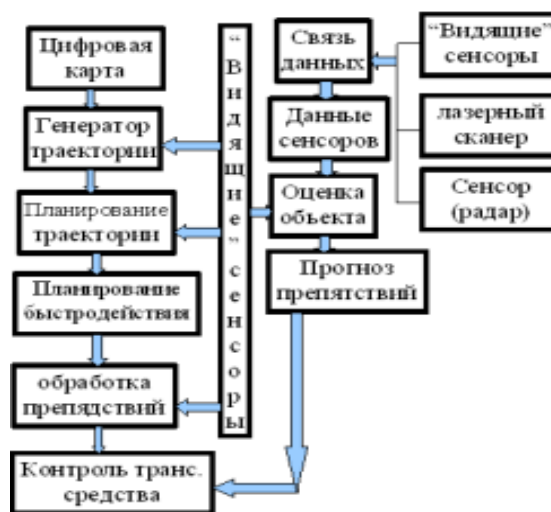 Цифровая
карта
Генератор
траектории
Планирование
траектории
Планирование
быстродействия
обработка
препядствий
Контроль транс.
средства
“Видящие” сенсоры
Связь
данных
Данные
сенсоров
Оценка
обьекта
Прогноз
препятствий
“Видящие”
сенсоры
лазерный
сканер
Сенсор
(радар)